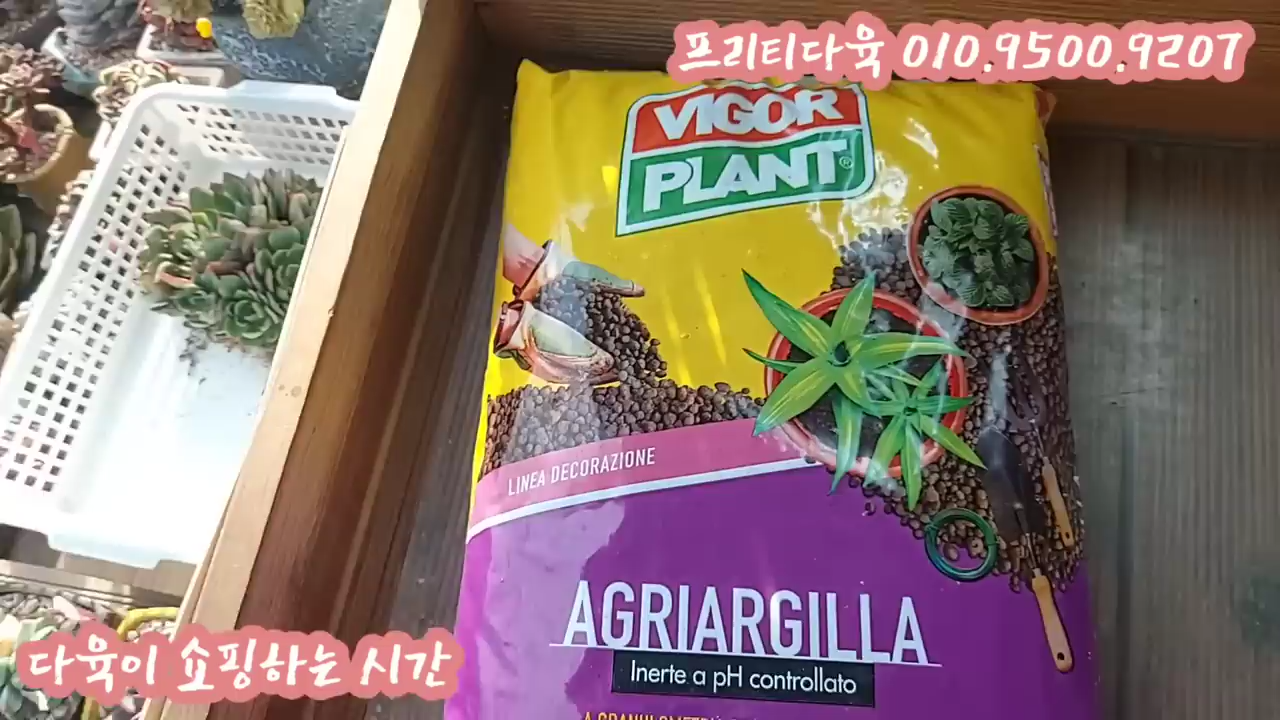 프리티다육 010.9500.9207
VIGOR
PLANT®
LINEA DECORAZIONE
AGRIARGILLA
Inerte a pH controllato
다육이 쇼핑하는 시간